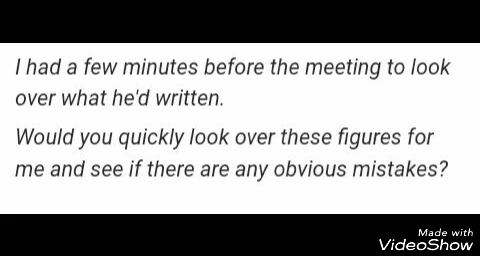 I had a few minutes before the meeting to look
over what he'd written.
Would you quickly look over these figures for
me and see if there are any obvious mistakes?
Made with
VideoShow